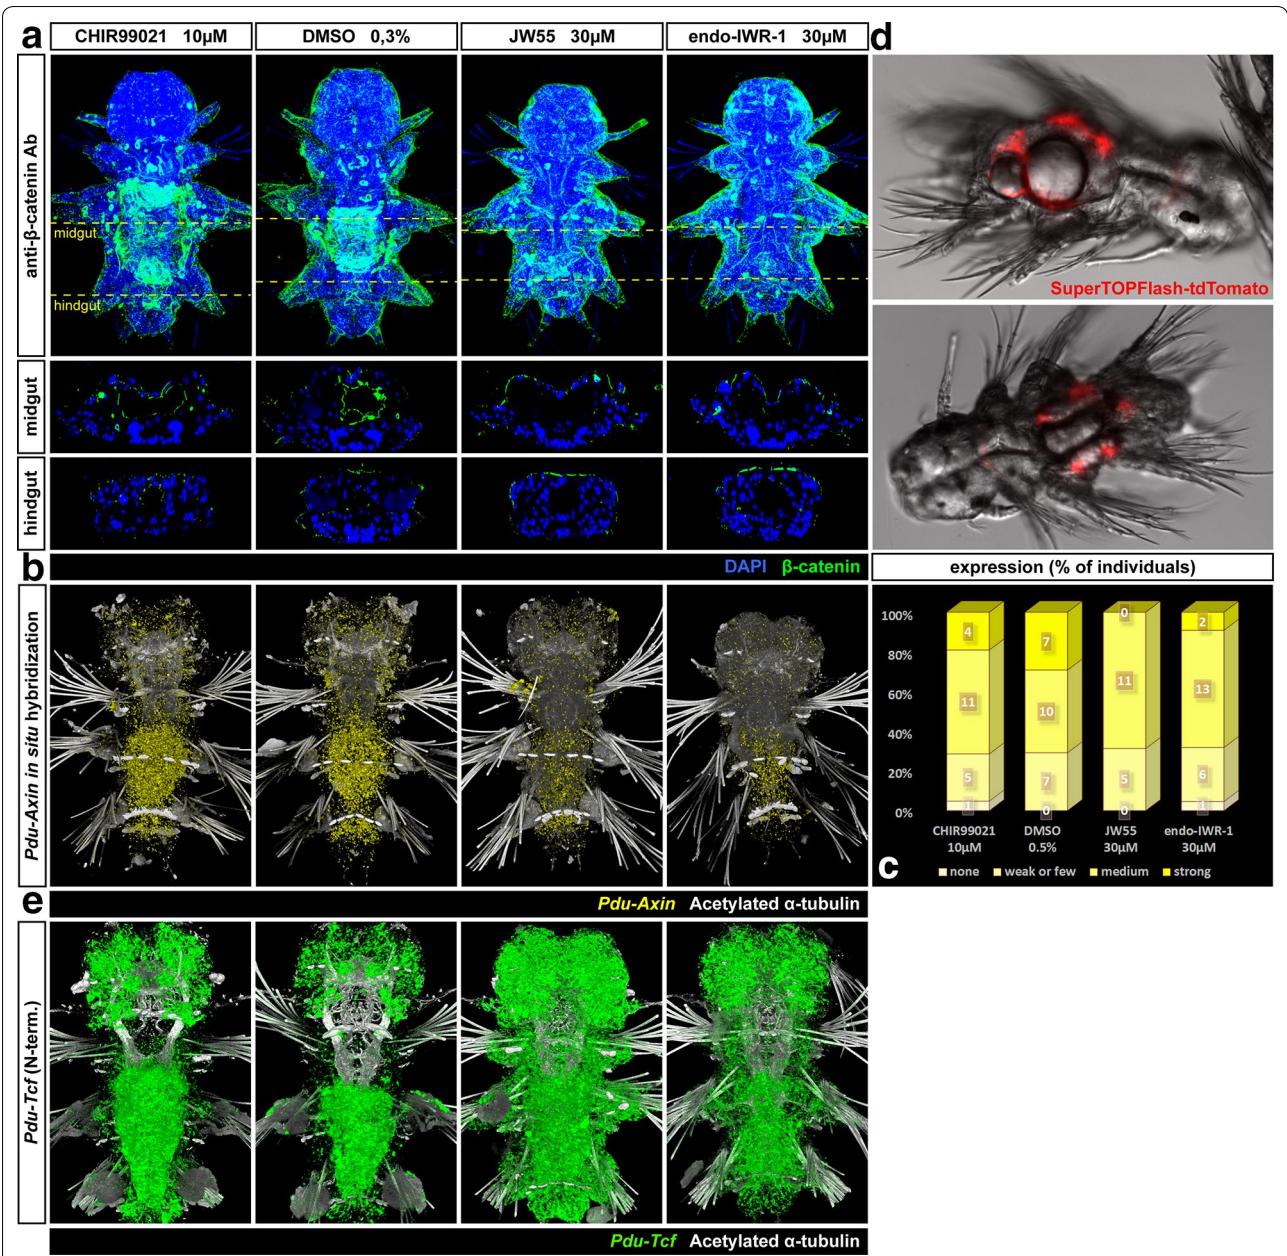 a
CHIR99021 10µM
DMSO 0,3%
JW55 30µM
endo-IWR-1 30µM
d
anti-β-catenin Ab
midgut
hindgut
SuperTOPFlash-tdTomato
midgut
hindgut
b
DAPI β-catenin
expression (% of individuals)
Pdu-Axin in situ hybridization
100%
80%
60%
40%
20%
0%
4
11
5
1
7
10
7
0
0
11
5
0
2
13
6
1
CHIR99021
10µM
DMSO
0.5%
JW55
30µM
endo-IWR-1
30µM
c
none weak or few medium strong
e
Pdu-Axin Acetylated α-tubulin
Pdu-Tcf (N-term.)
Pdu-Tcf Acetylated α-tubulin